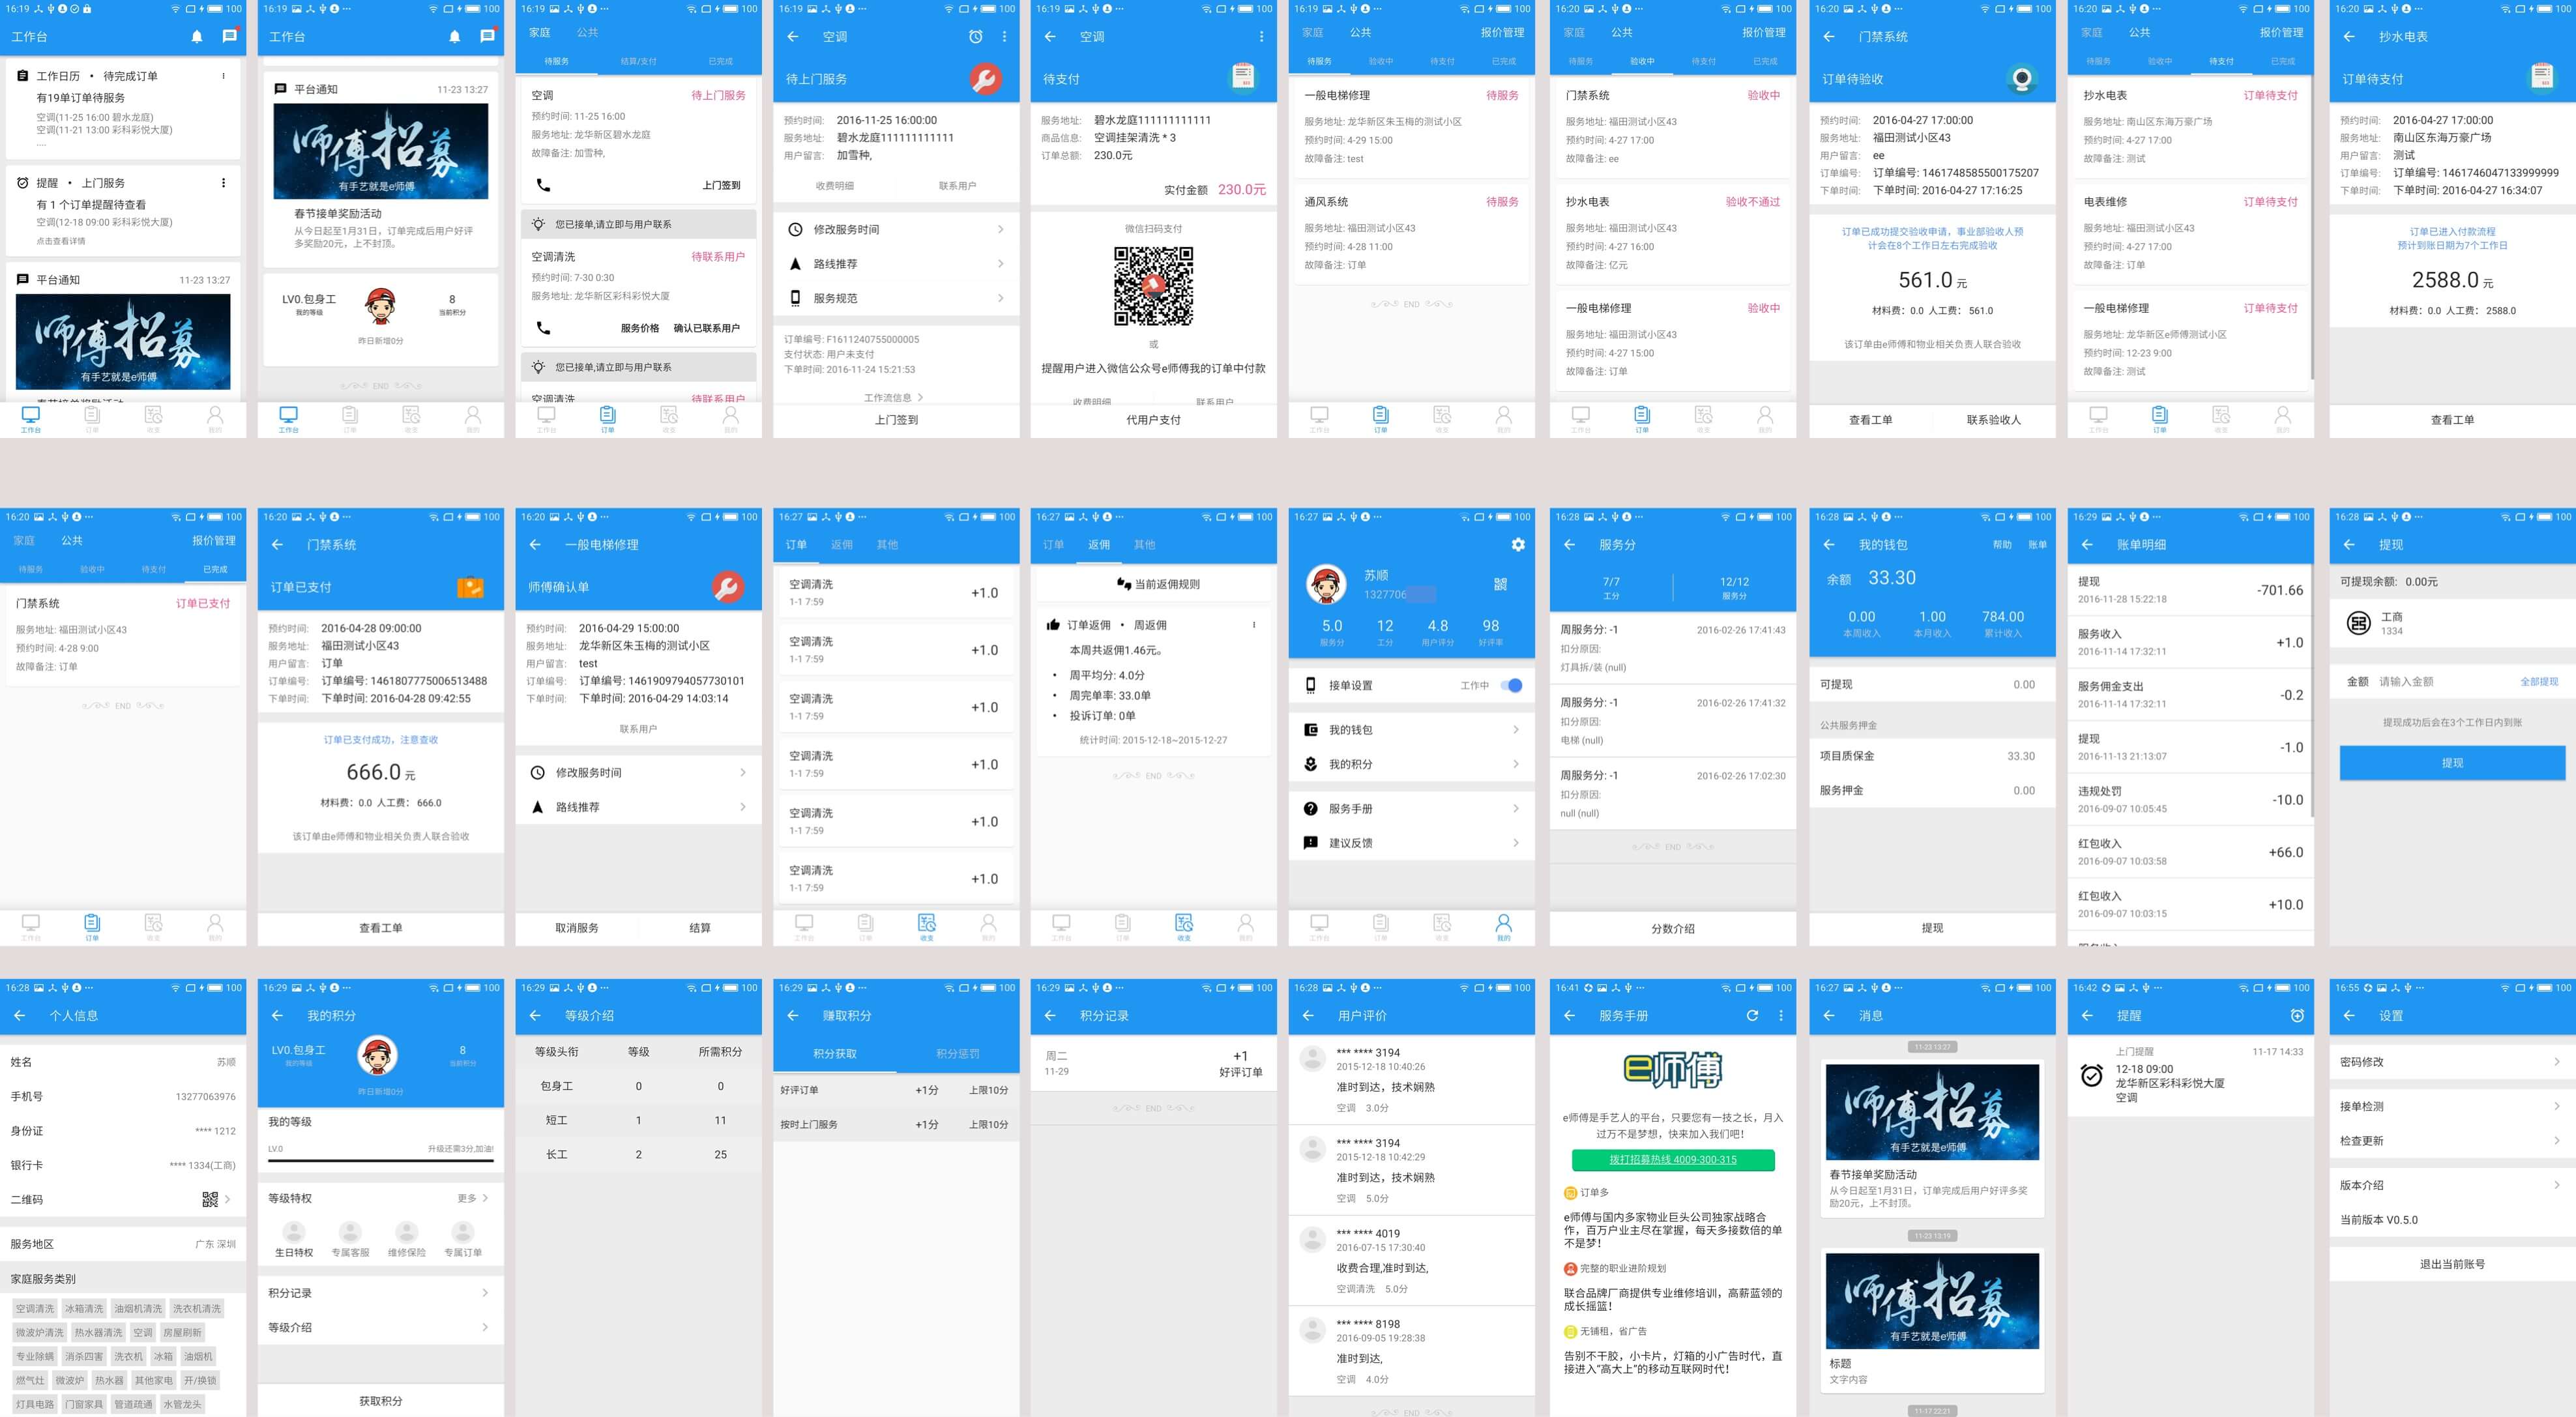 16:19
100
工作台
工作日历 • 待完成订单
有19单订单待服务
空调(11-25 16:00 碧水龙庭)
空调(11-21 13:00 彩科彩悦大厦)
....
提醒 • 上门服务
有 1 个订单提醒待查看
空调(12-18 09:00 彩科彩悦大厦)
点击查看详情
平台通知 11-23 13:27
师傅招募
有手艺就是e师傅
工作台 订单 收支 我的
16:19
100
工作台
平台通知 11-23 13:27
师傅招募
有手艺就是e师傅
春节接单奖励活动
从今日起至1月31日，订单完成后用户好评
多奖励20元，上不封顶。
LV0.包身工 8
我的等级 当前积分
昨日新增0分
END
工作台 订单 收支 我的
16:19 100
家庭 公共
待服务 结算/支付 已完成
空调 待上门服务
预约时间: 11-25 16:00
服务地址: 龙华新区碧水龙庭
故障备注: 加雪种,
上门签到
您已接单,请立即与用户联系
空调清洗 待联系用户
预约时间: 7-30 0:30
服务地址: 龙华新区彩科彩悦大厦
服务价格 确认已联系用户
您已接单,请立即与用户联系
空调清洗 待联系用户
工作台 订单 收支 我的
16:19 100
空调
待上门服务
预约时间: 2016-11-25 16:00:00
服务地址: 碧水龙庭111111111111
用户留言: 加雪种,
收费明细 联系用户
修改服务时间
路线推荐
服务规范
订单编号: F1611240755000005
支付状态: 用户未支付
下单时间: 2016-11-24 15:21:53
工作流信息
上门签到
16:19 100
空调
待支付
服务地址: 碧水龙庭111111111111
商品信息: 空调挂架清洗 * 3
订单总额: 230.0元
实付金额 230.0元
微信扫码支付
或
提醒用户进入微信公众号e师傅我的订单中付款
收费明细 联系用户
代用户支付
16:19 100
家庭 公共 报价管理
待服务 验收中 待支付 已完成
一般电梯修理 待服务
服务地址: 龙华新区朱玉梅的测试小区
预约时间: 4-29 15:00
故障备注: test
通风系统 待服务
服务地址: 福田测试小区43
预约时间: 4-28 11:00
故障备注: 订单
END
工作台 订单 收支 我的
16:20 100
家庭 公共 报价管理
待服务 验收中 待支付 已完成
门禁系统 验收中
服务地址: 福田测试小区43
预约时间: 4-27 17:00
故障备注: ee
抄水电表 验收不通过
服务地址: 福田测试小区43
预约时间: 4-27 16:00
故障备注: 亿元
一般电梯修理 验收中
服务地址: 福田测试小区43
预约时间: 4-27 15:00
故障备注: 订单
工作台 订单 收支 我的
16:20 100
门禁系统
订单待验收
预约时间: 2016-04-27 17:00:00
服务地址: 福田测试小区43
用户留言: ee
订单编号: 订单编号: 1461748585500175207
下单时间: 下单时间: 2016-04-27 17:16:25
订单已成功提交验收申请，事业部验收人预
计会在8个工作日左右完成验收
561.0 元
材料费：0.0 人工费： 561.0
该订单由e师傅和物业相关负责人联合验收
查看工单 联系验收人
16:20 100
家庭 公共 报价管理
待服务 验收中 待支付 已完成
抄水电表 订单待支付
服务地址: 南山区东海万豪广场
预约时间: 4-27 17:00
故障备注: 测试
电表维修 订单待支付
服务地址: 福田测试小区43
预约时间: 4-27 17:00
故障备注: 订单
一般电梯修理 订单待支付
服务地址: 龙华新区e师傅测试小区
预约时间: 12-23 9:00
故障备注: 测试
工作台 订单 收支 我的
16:20 100
抄水电表
订单待支付
预约时间: 2016-04-27 17:00:00
服务地址: 南山区东海万豪广场
用户留言: 测试
订单编号: 订单编号: 1461746047133999999
下单时间: 下单时间: 2016-04-27 16:34:07
订单已进入付款流程
预计到账日期为7个工作日
2588.0 元
材料费：0.0 人工费： 2588.0
查看工单
16:20 100
家庭 公共 报价管理
待服务 验收中 待支付 已完成
门禁系统 订单已支付
服务地址: 福田测试小区43
预约时间: 4-28 9:00
故障备注: 订单
END
工作台 订单 收支 我的
16:20 100
门禁系统
订单已支付
预约时间: 2016-04-28 09:00:00
服务地址: 福田测试小区43
用户留言: 订单
订单编号: 订单编号: 1461807775006513488
下单时间: 下单时间: 2016-04-28 09:42:55
订单已支付成功，注意查收
666.0 元
材料费：0.0 人工费： 666.0
该订单由e师傅和物业相关负责人联合验收
查看工单
16:20 100
一般电梯修理
师傅确认单
预约时间: 2016-04-29 15:00:00
服务地址: 龙华新区朱玉梅的测试小区
用户留言: test
订单编号: 订单编号: 1461909794057730101
下单时间: 下单时间: 2016-04-29 14:03:14
联系用户
修改服务时间
路线推荐
取消服务 结算
16:27 100
订单 返佣 其他
空调清洗
1-1 7:59 +1.0
空调清洗
1-1 7:59 +1.0
空调清洗
1-1 7:59 +1.0
空调清洗
1-1 7:59 +1.0
空调清洗
1-1 7:59 +1.0
空调清洗
1-1 7:59 +1.0
工作台 订单 收支 我的
16:27 100
订单 返佣 其他
当前返佣规则
订单返佣 • 周返佣
本周共返佣1.46元。
• 周平均分: 4.0分
• 周完单率: 33.0单
• 投诉订单: 0单
统计时间: 2015-12-18~2015-12-27
END
工作台 订单 收支 我的
16:27 100
苏顺
1327706
5.0 12 4.8 98
服务分 工分 用户评分 好评率
接单设置 工作中
我的钱包
我的积分
服务手册
建议反馈
工作台 订单 收支 我的
16:28 100
服务分
7/7 12/12
工分 服务分
周服务分: -1 2016-02-26 17:41:43
扣分原因:
灯具拆/装 (null)
周服务分: -1 2016-02-26 17:41:32
扣分原因:
电梯 (null)
周服务分: -1 2016-02-26 17:02:30
扣分原因:
null (null)
END
分数介绍
16:28 100
我的钱包 帮助 账单
余额 33.30
0.00 1.00 784.00
本周收入 本月收入 累计收入
可提现 0.00
公共服务押金
项目质保金 33.30
服务押金 0.00
提现
16:29 100
账单明细
提现 -701.66
2016-11-28 15:22:18
服务收入 +1.0
2016-11-14 17:32:11
服务佣金支出 -0.2
2016-11-14 17:32:11
提现 -1.0
2016-11-13 21:13:07
违规处罚 -10.0
2016-09-07 10:05:45
红包收入 +66.0
2016-09-07 10:03:58
红包收入 +10.0
2016-09-07 10:03:15
16:28 100
提现
可提现余额: 0.00元
工商
1334
金额 请输入金额 全部提现
提现成功后会在3个工作日内到账
提现
16:28 100
个人信息
姓名 苏顺
手机号 13277063976
身份证 **** 1212
银行卡 **** 1334(工商)
二维码
服务地区 广东 深圳
家庭服务类别
空调清洗 冰箱清洗 油烟机清洗 洗衣机清洗
微波炉清洗 热水器清洗 空调 房屋刷新
专业除螨 消杀四害 洗衣机 冰箱 油烟机
燃气灶 微波炉 热水器 其他家电 开/换锁
灯具电路 门窗家具 管道疏通 水管龙头
16:29 100
我的积分
LV0.包身工 8
我的等级 当前积分
昨日新增0分
我的等级
LV.0 升级还需3分,加油!
等级特权 更多
生日特权 专属客服 维修保险 专属订单
积分记录
等级介绍
获取积分
16:29 100
等级介绍
等级头衔 等级 所需积分
包身工 0 0
短工 1 11
长工 2 25
16:29 100
赚取积分
积分获取 积分惩罚
好评订单 +1分 上限10分
按时上门服务 +1分 上限10分
16:29 100
积分记录
周二 +1
11-29 好评订单
END
16:28 100
用户评价
*** **** 3194
2015-12-18 10:40:26
准时到达，技术娴熟
空调 3.0分
*** **** 3194
2015-12-18 10:42:29
准时到达，技术娴熟
空调 5.0分
*** **** 4019
2016-07-15 17:30:40
收费合理,准时到达,
空调清洗 5.0分
*** **** 8198
2016-09-05 19:28:38
准时到达,
空调 4.0分
END
16:41 100
服务手册
e师傅
e师傅是手艺人的平台，只要您有一技之长，月入
过万不是梦想，快来加入我们吧！
拨打招募热线 4009-300-315
订单多
e师傅与国内多家物业巨头公司独家战略合
作，百万户业主尽在掌握，每天多接数倍的单
不是梦！
完整的职业进阶规划
联合品牌厂商提供专业维修培训，高薪蓝领的
成长摇篮！
无铺租，省广告
告别不干胶，小卡片，灯箱的小广告时代，直
接进入“高大上”的移动互联网时代！
16:27 100
消息
11-23 13:27
师傅招募
有手艺就是e师傅
春节接单奖励活动
从今日起至1月31日，订单完成后用户好评多奖
励20元，上不封顶。
11-23 13:19
师傅招募
有手艺就是e师傅
标题
文字内容
11-17 22:21
16:42 100
提醒
上门提醒 11-17 14:33
12-18 09:00
龙华新区彩科彩悦大厦
空调
16:55 100
设置
密码修改
接单检测
检查更新
版本介绍
当前版本 V0.5.0
退出当前账号